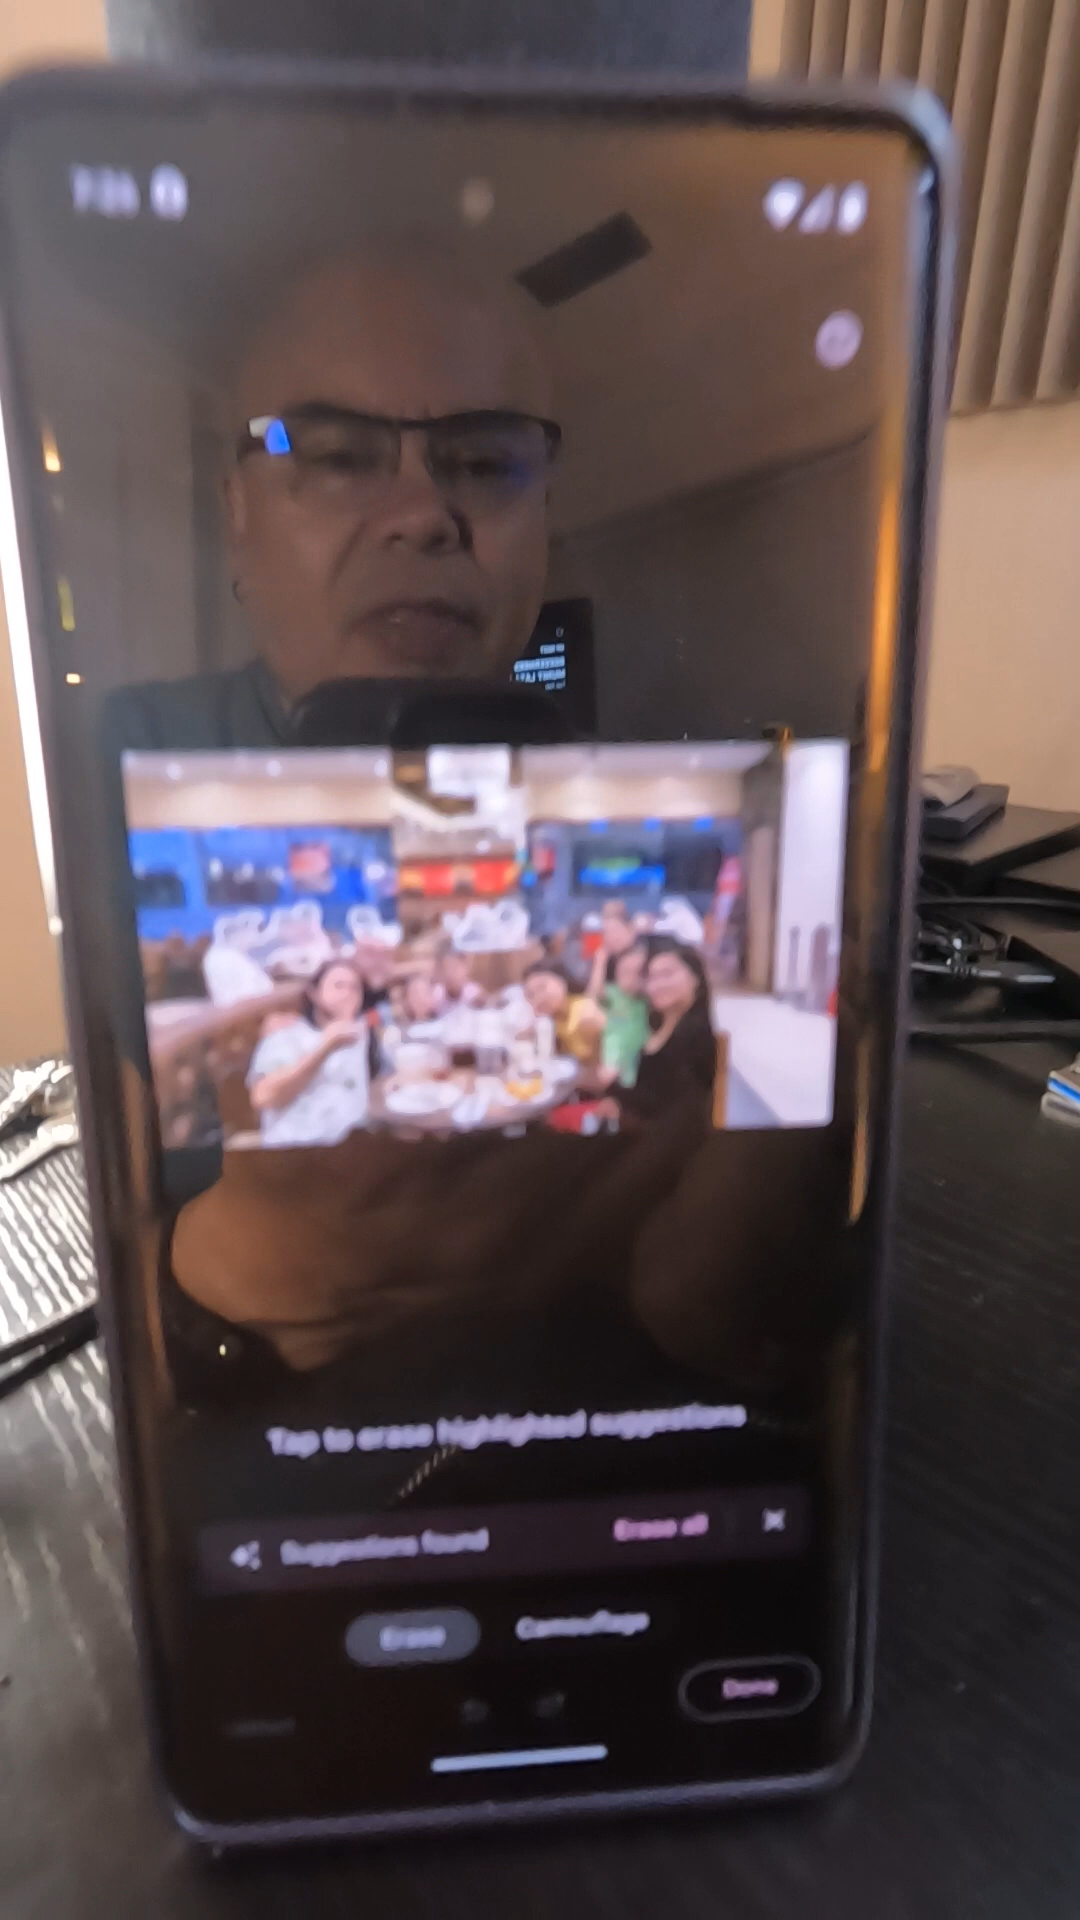 Tap to erase highlighted suggestions
Suggestions found
Erase all
Erase
Camouflage
Done